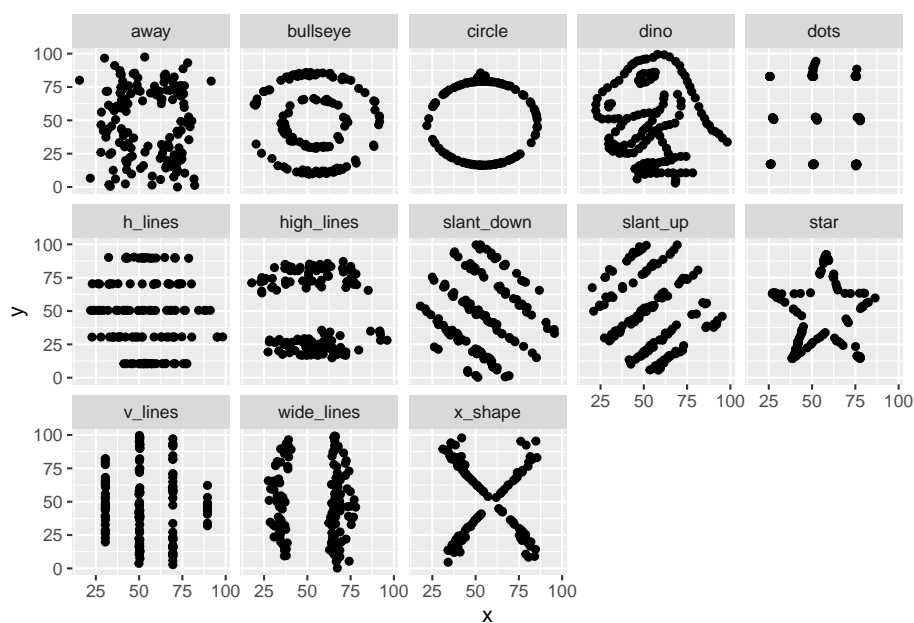 away bullseye circle dino dots
100
75
50
25
0
h_lines high_lines slant_down slant_up star
y
100
75
50
25
0
25 50 75 100 25 50 75 100
v_lines wide_lines x_shape
100
75
50
25
0
25 50 75 100 25 50 75 100 25 50 75 100
x